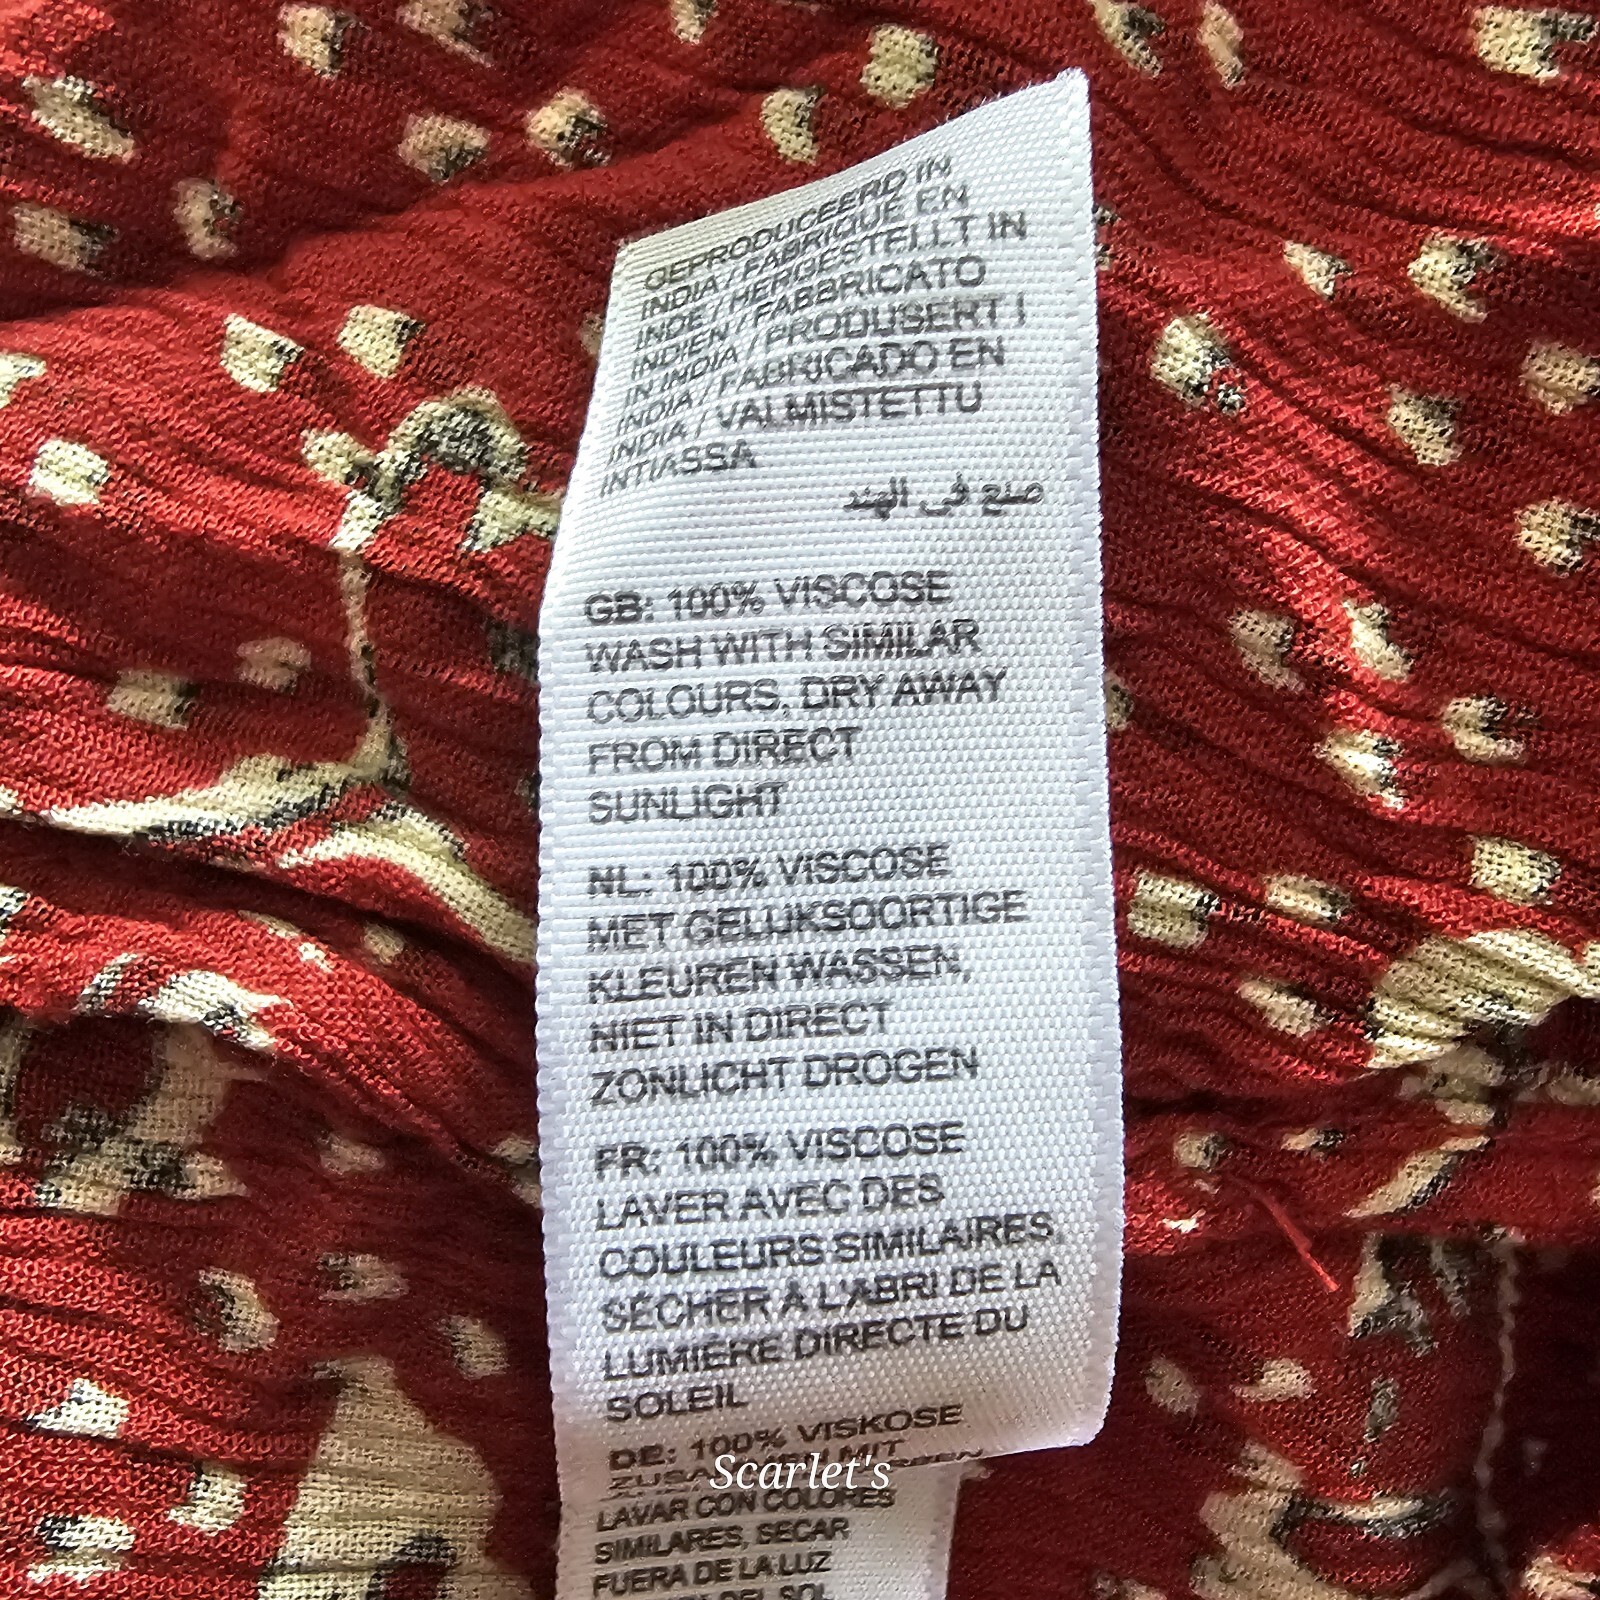 GEPRODUCEERD IN
INDIA / FABRIQUÉ EN
INDE / HERGESTELLT IN
INDIEN / FABBRICATO
IN INDIA / PRODUSERT I
INDIA / FABRICADO EN
INDIA / VALMISTETTU
INTIASSA
صنع في الهند
GB: 100% VISCOSE
WASH WITH SIMILAR
COLOURS, DRY AWAY
FROM DIRECT
SUNLIGHT
NL: 100% VISCOSE
MET GELIJKSOORTIGE
KLEUREN WASSEN,
NIET IN DIRECT
ZONLICHT DROGEN
FR: 100% VISCOSE
LAVER AVEC DES
COULEURS SIMILAIRES,
SÉCHER À L'ABRI DE LA
LUMIÈRE DIRECTE DU
SOLEIL
DE: 100% VISKOSE
MIT
Scarlet's
LAVAR CON COLORES
SIMILARES, SECAR
FUERA DE LA LUZ
DEL SOL